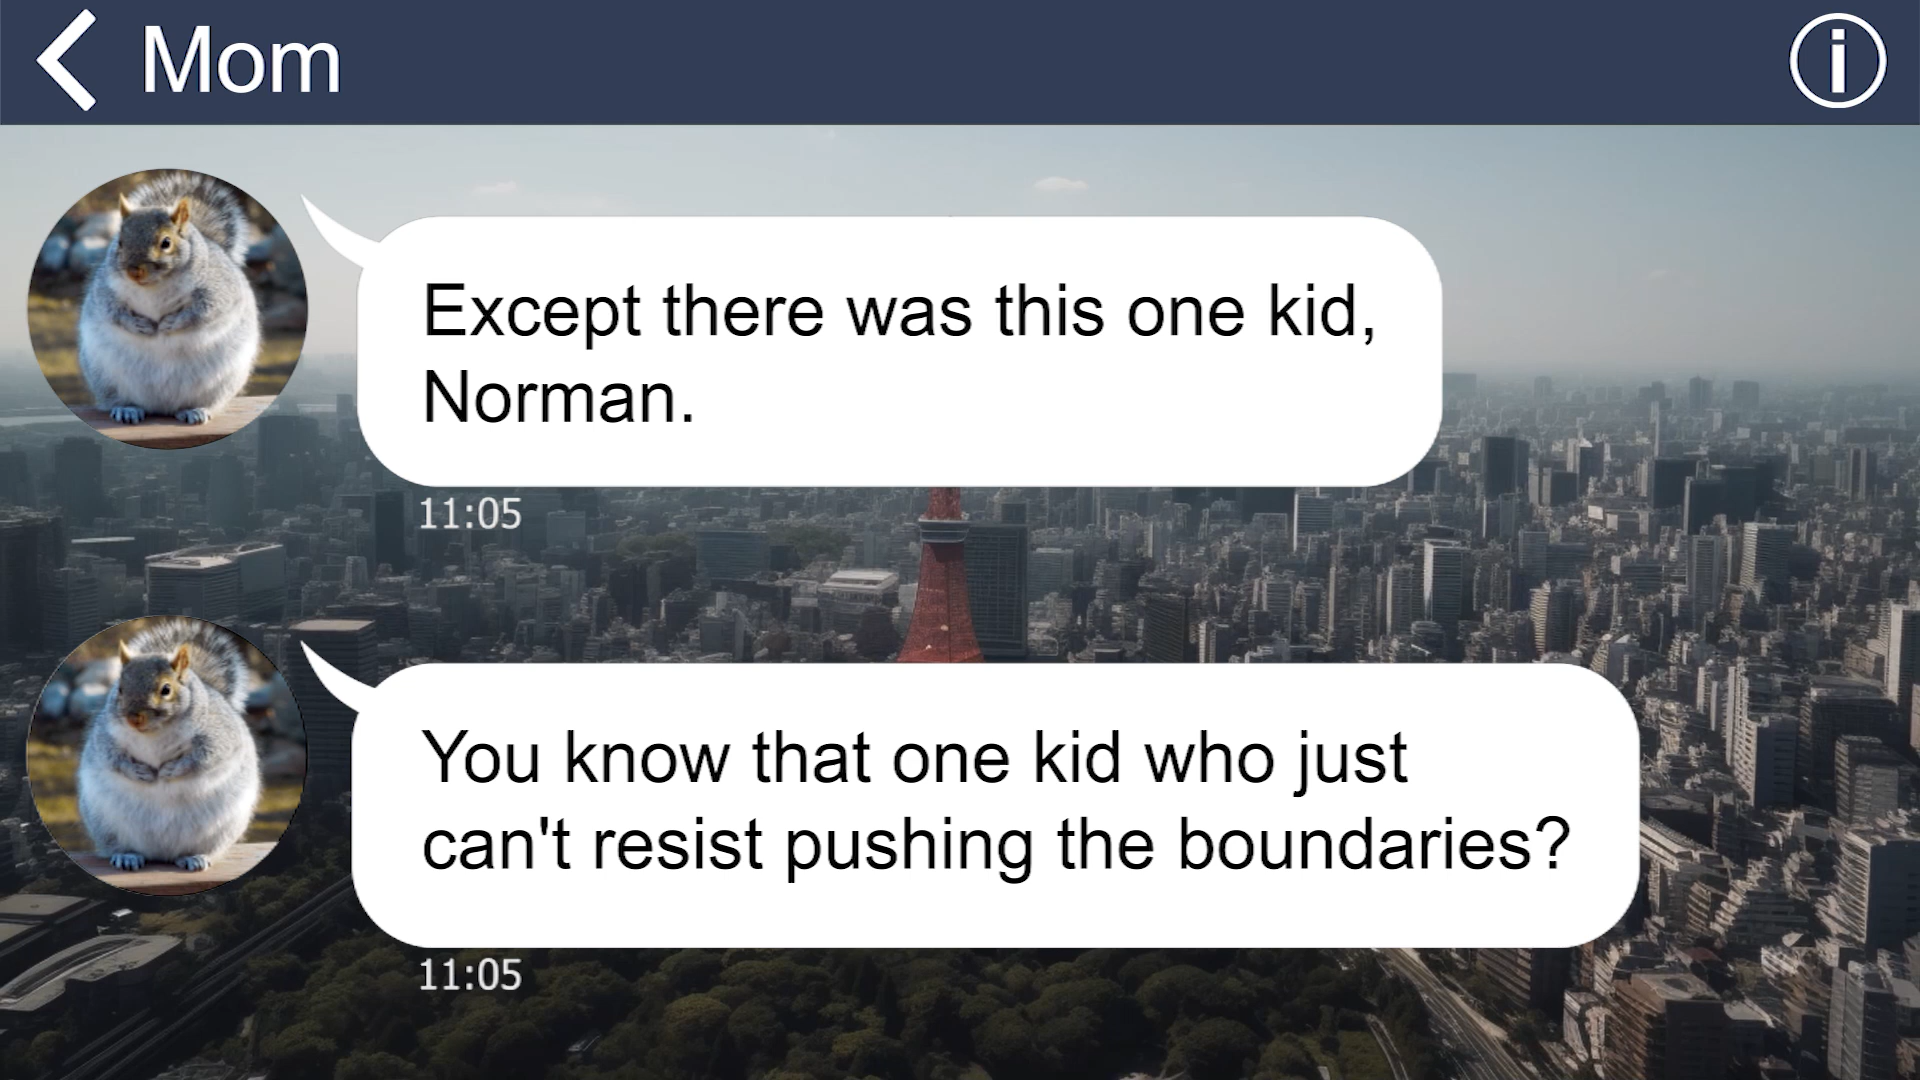 Mom
Except there was this one kid,
Norman.
11:05
You know that one kid who just
can't resist pushing the boundaries?
11:05